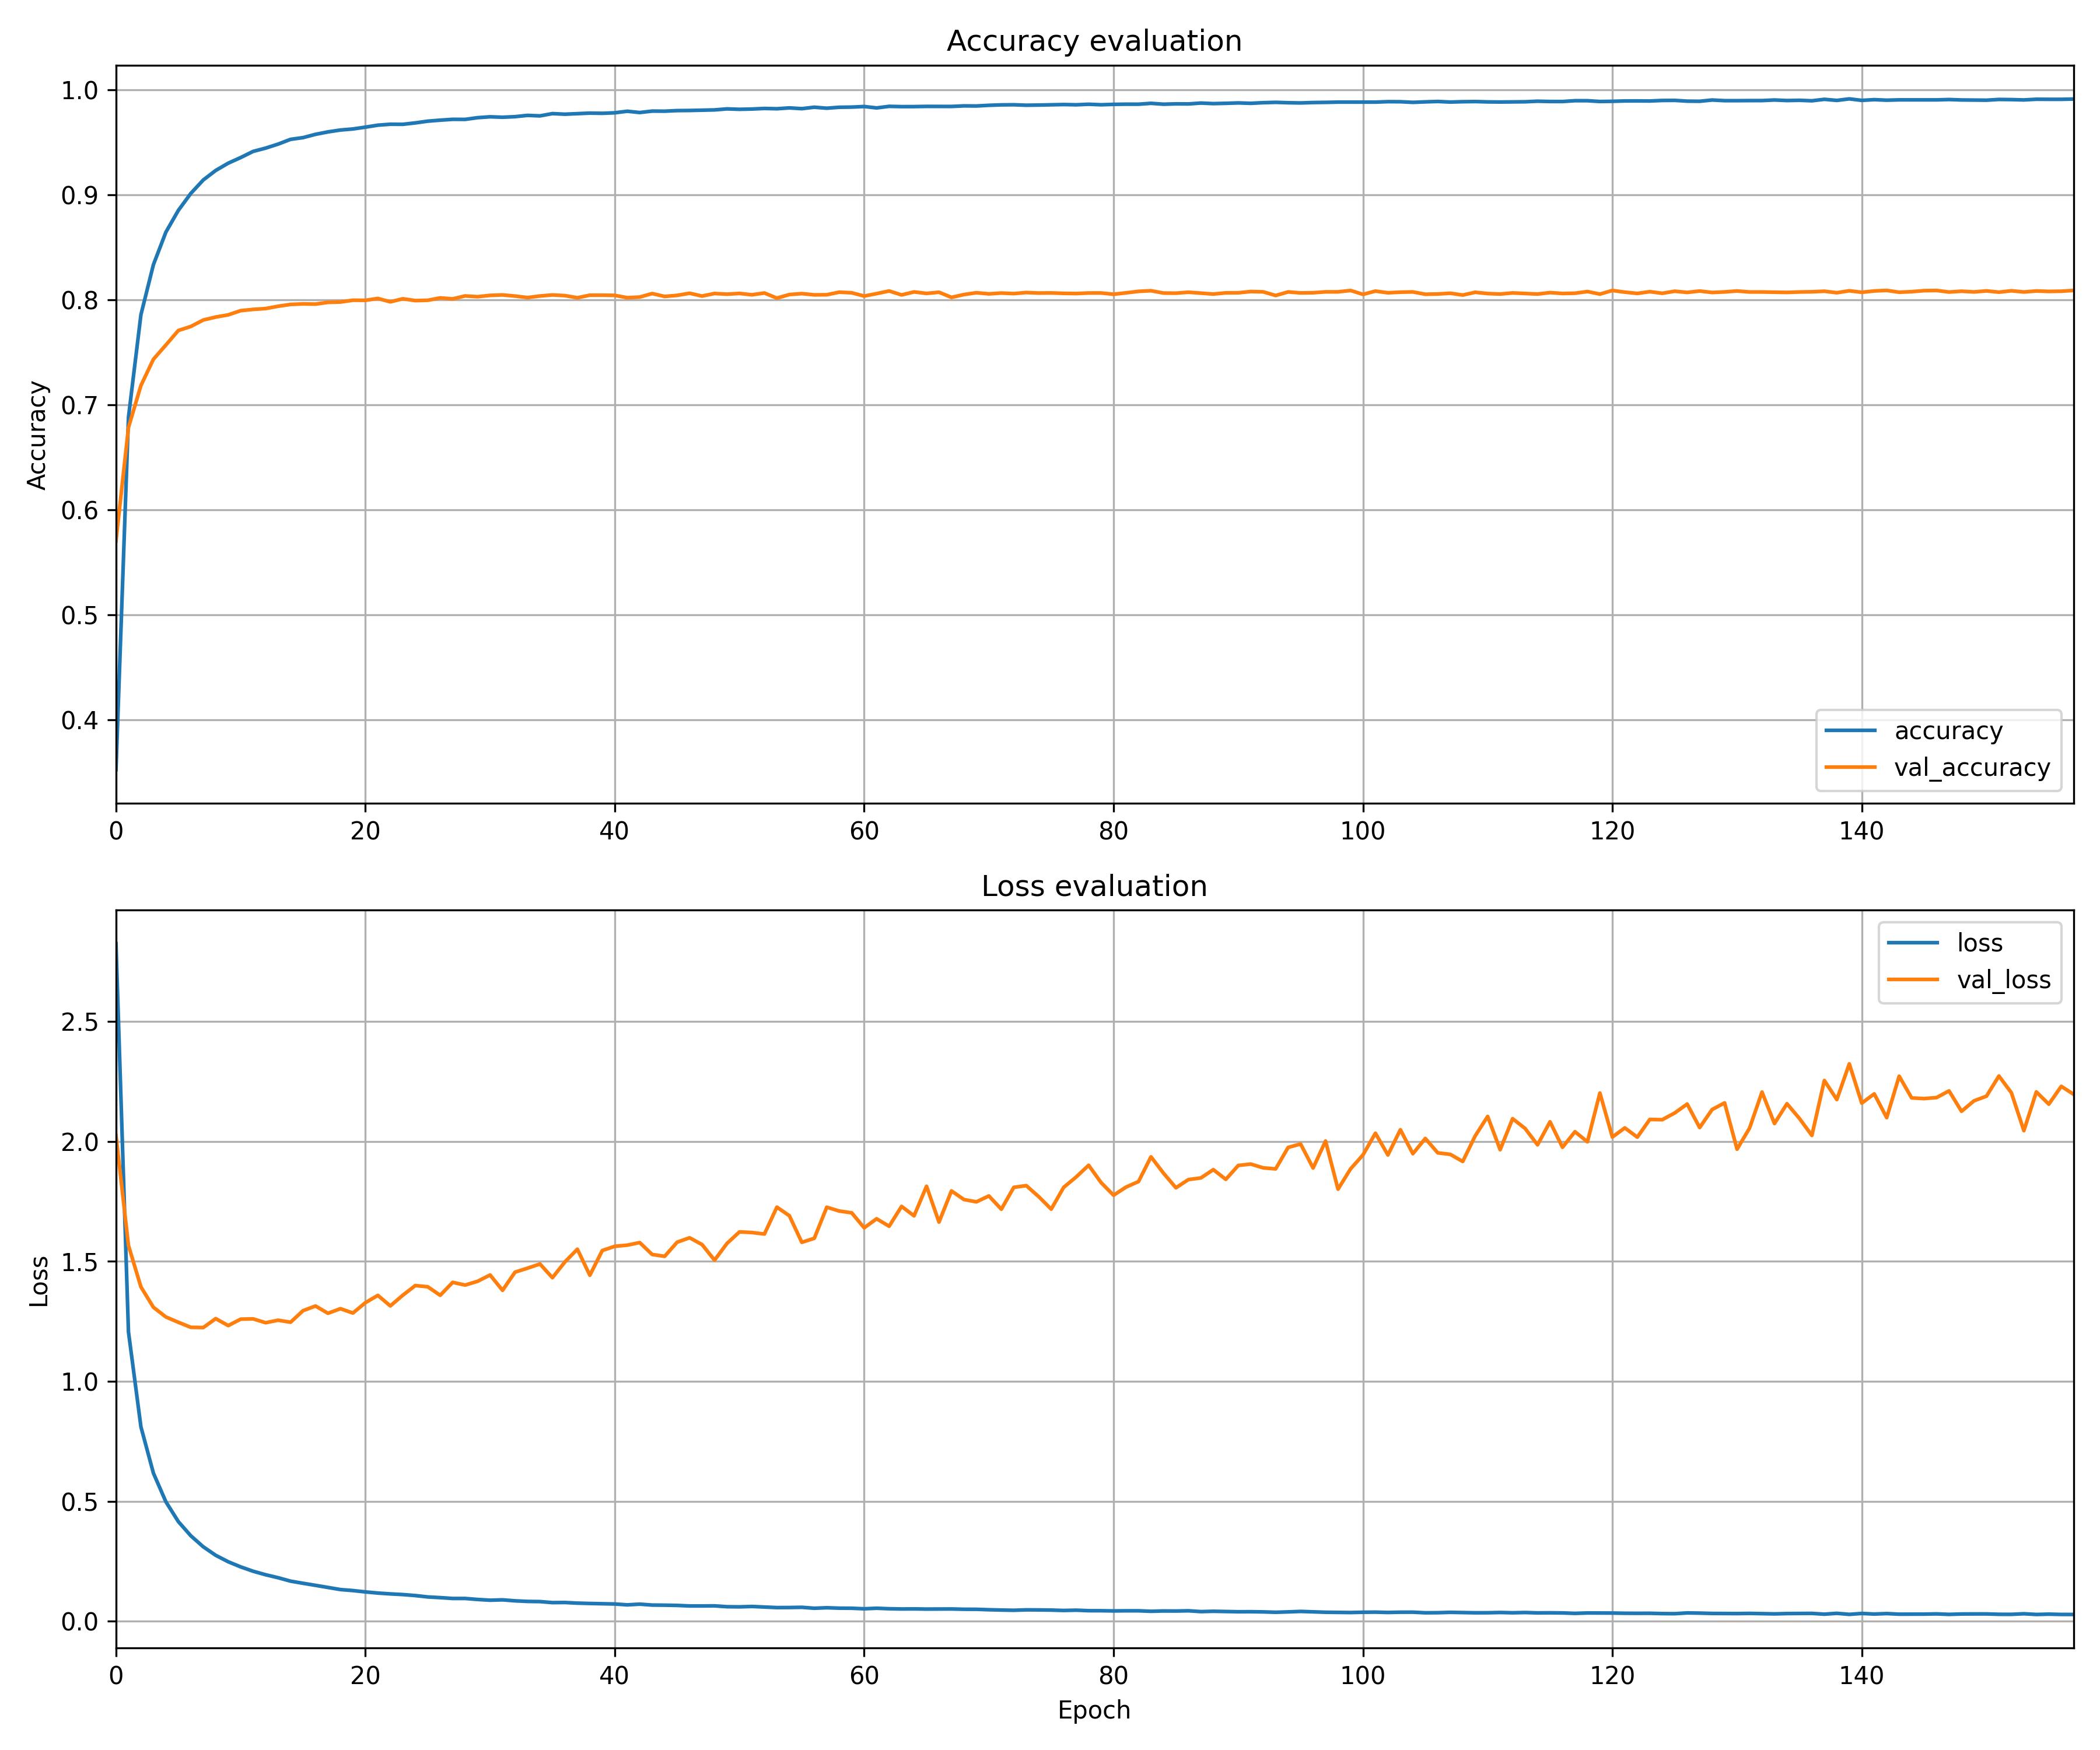 Accuracy evaluation
1.0
0.9
0.8
0.7
0.6
0.5
0.4
Accuracy
accuracy
val_accuracy
0 20 40 60 80 100 120 140
Loss evaluation
loss
val_loss
2.5
2.0
1.5
1.0
0.5
0.0
Loss
0 20 40 60 80 100 120 140
Epoch